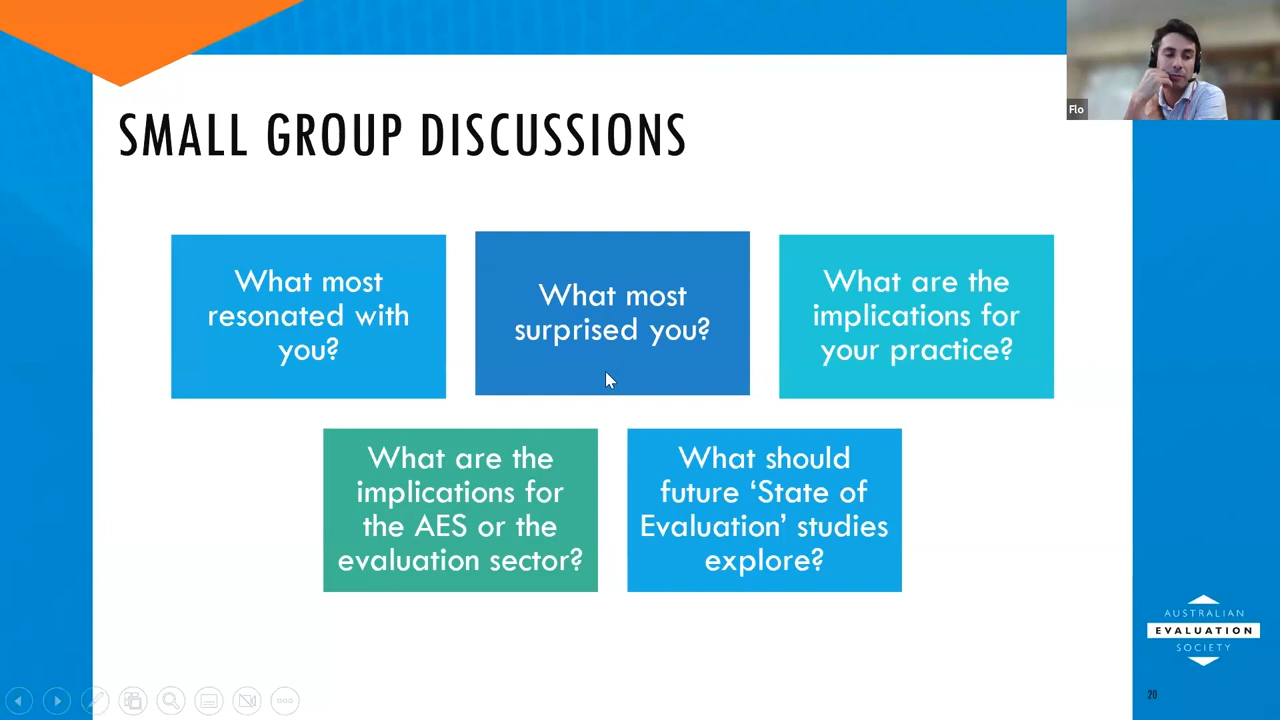 Flo
SMALL GROUP DISCUSSIONS
What most
resonated with
you?
What most
surprised you?
What are the
implications for
your practice?
What are the
implications for
the AES or the
evaluation sector?
What should
future ‘State of
Evaluation’ studies
explore?
AUSTRALIAN
EVALUATION
SOCIETY
20